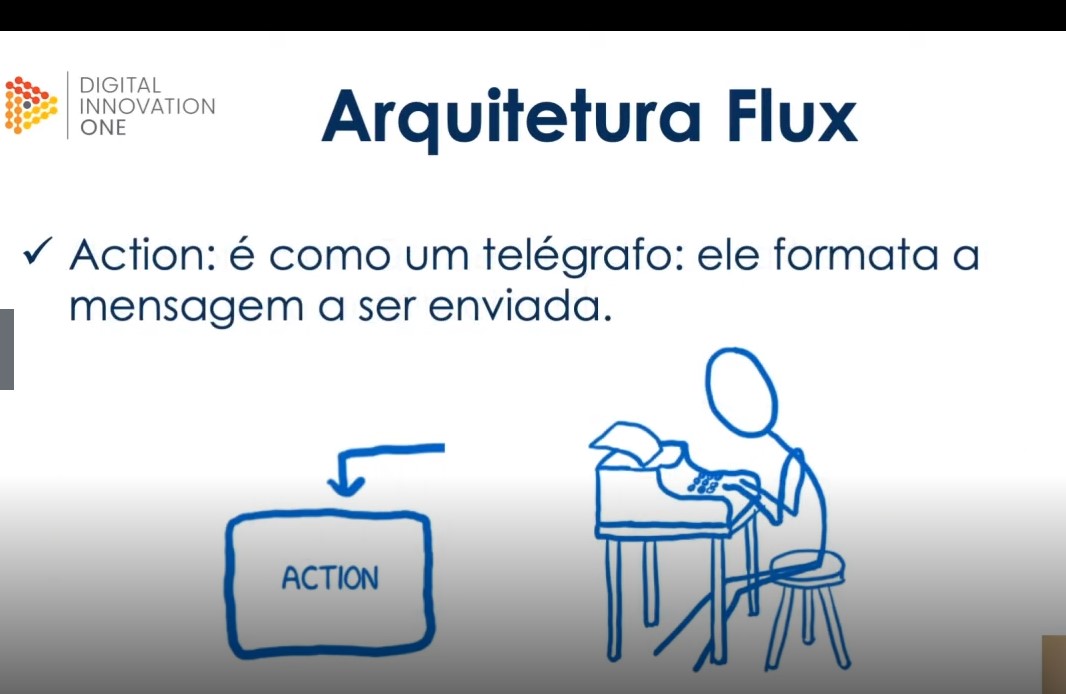 DIGITAL
INNOVATION
ONE
Arquitetura Flux
✓ Action: é como um telégrafo: ele formata a
mensagem a ser enviada.
ACTION